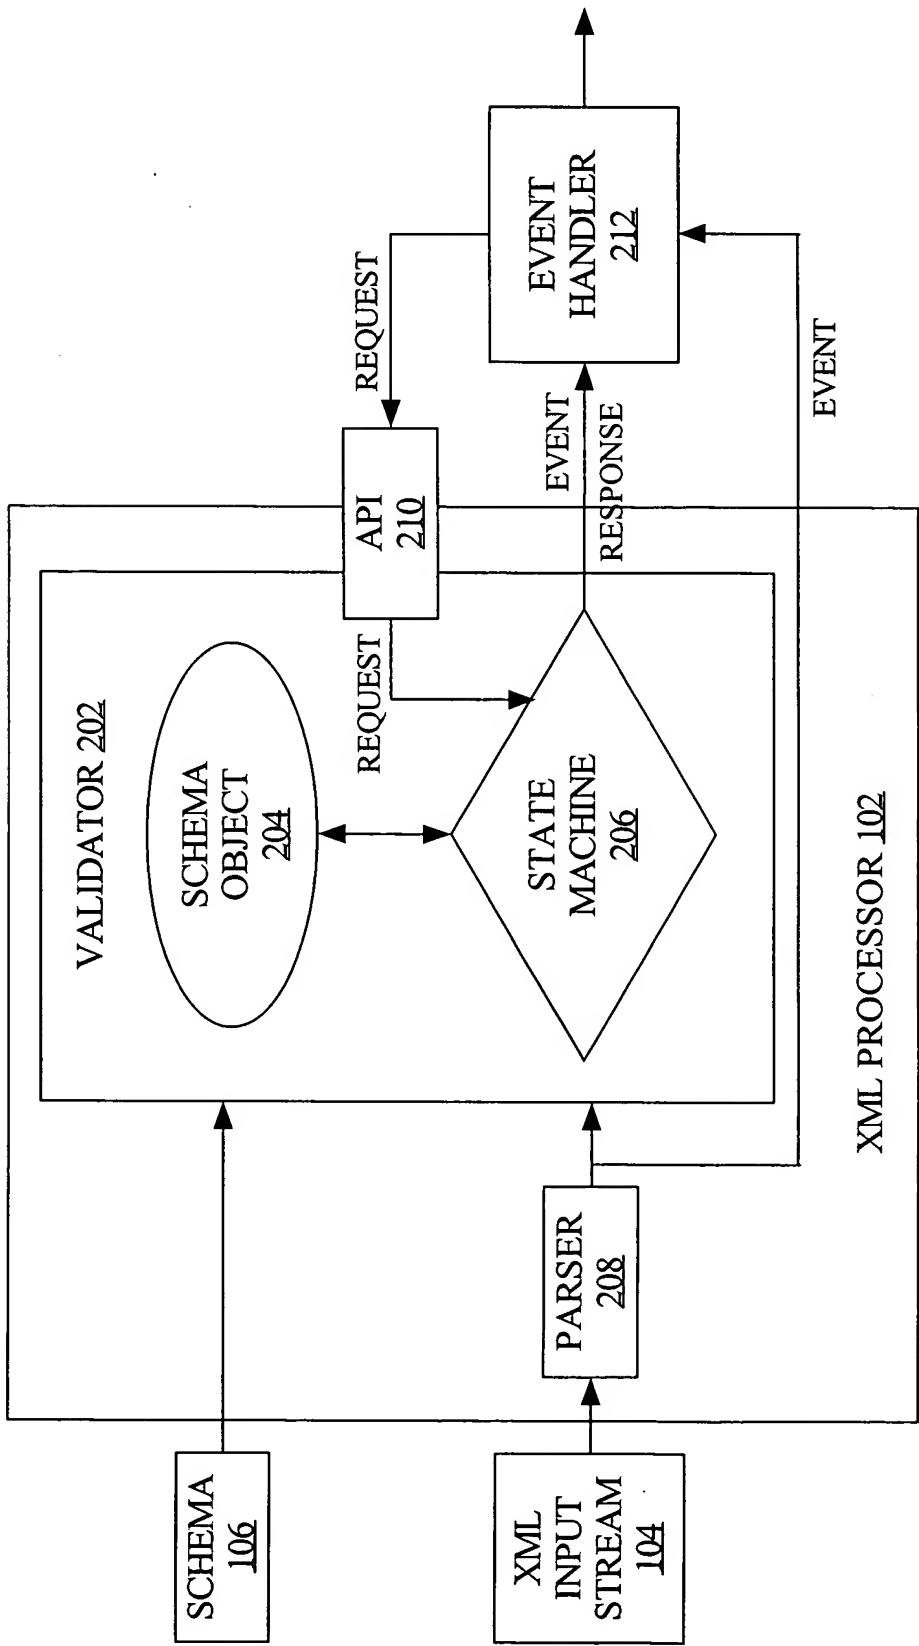 SCHEMA
106
XML
INPUT
STREAM
104
PARSER
208
VALIDATOR 202
SCHEMA
OBJECT
204
STATE
MACHINE
206
REQUEST
API
210
REQUEST
EVENT
RESPONSE
EVENT
HANDLER
212
EVENT
XML PROCESSOR 102